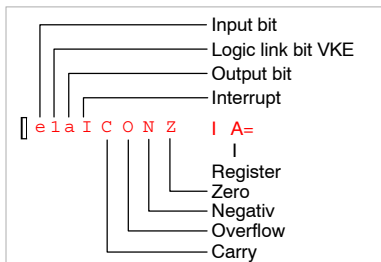 Input bit
Logic link bit VKE
Output bit
Interrupt
e1aICONZ I A=
Register
Zero
Negativ
Overflow
Carry